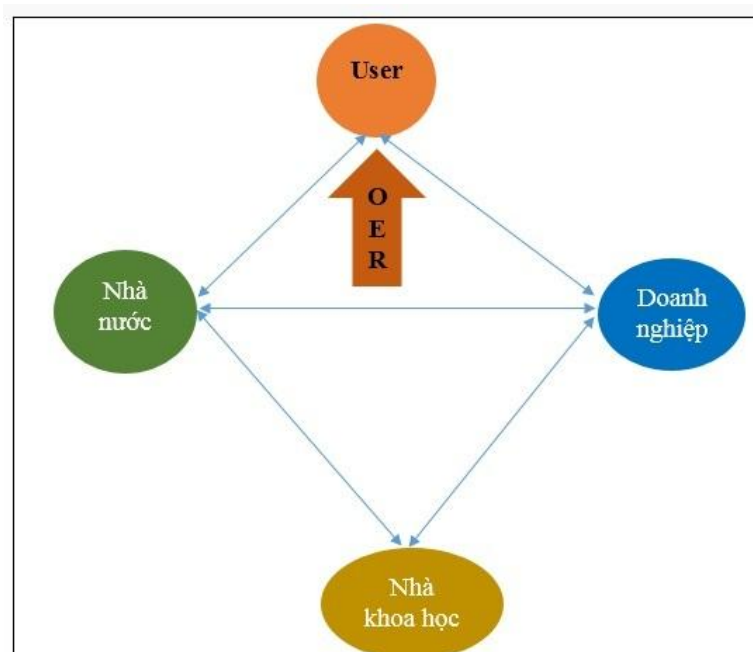 User
O
E
R
Nhà
nước
Doanh
nghiệp
Nhà
khoa học